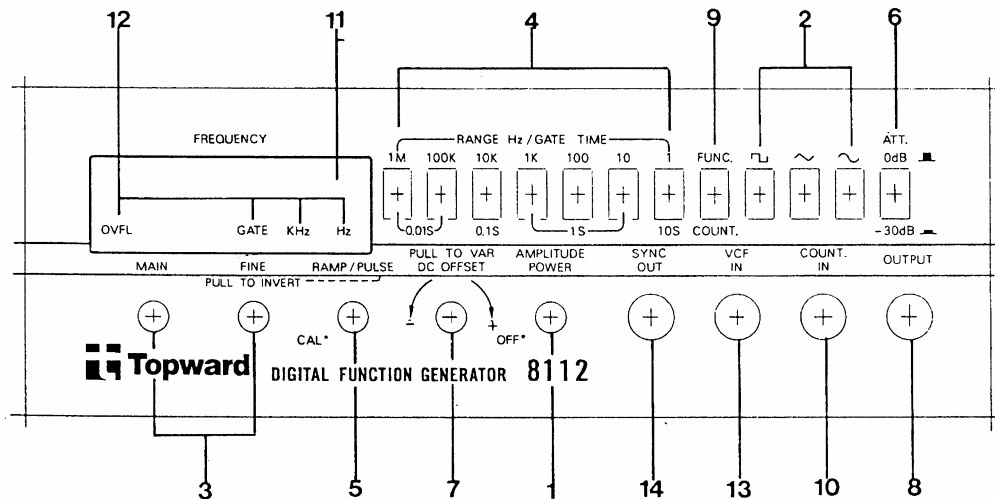 12 11 4 9 2 6
FREQUENCY
RANGE Hz/GATE TIME
ATT.
1M 100K 10K 1K 100 10 1 FUNC. 0dB
OVFL GATE KHz Hz
0.01S 0.1S 1S 10S COUNT. -30dB
MAIN FINE RAMP/PULSE
PULL TO INVERT
PULL TO VAR
DC OFFSET
AMPLITUDE
POWER
SYNC
OUT
VCF
IN
COUNT.
IN
OUTPUT
CAL* - + OFF*
Topward DIGITAL FUNCTION GENERATOR 8112
3 5 7 1 14 13 10 8